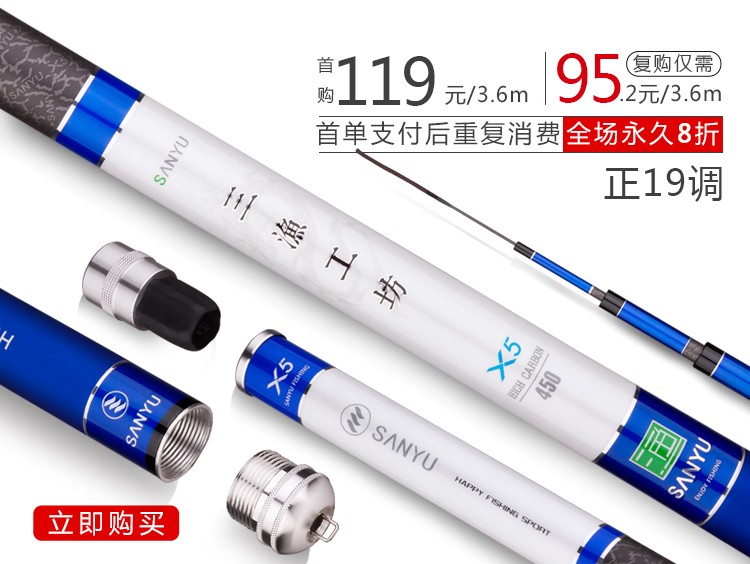 首购119元/3.6m
95.2元/3.6m
复购仅需
首单支付后重复消费 全场永久8折
正19调
SANYU
SANYU
三漁工坊
X5
HIGH CARBON
450
SANYU
ENJOY FISHING
SANYU
X5
SANYU FISHING
SANYU
HAPPY FISHING SPORT
立即购买